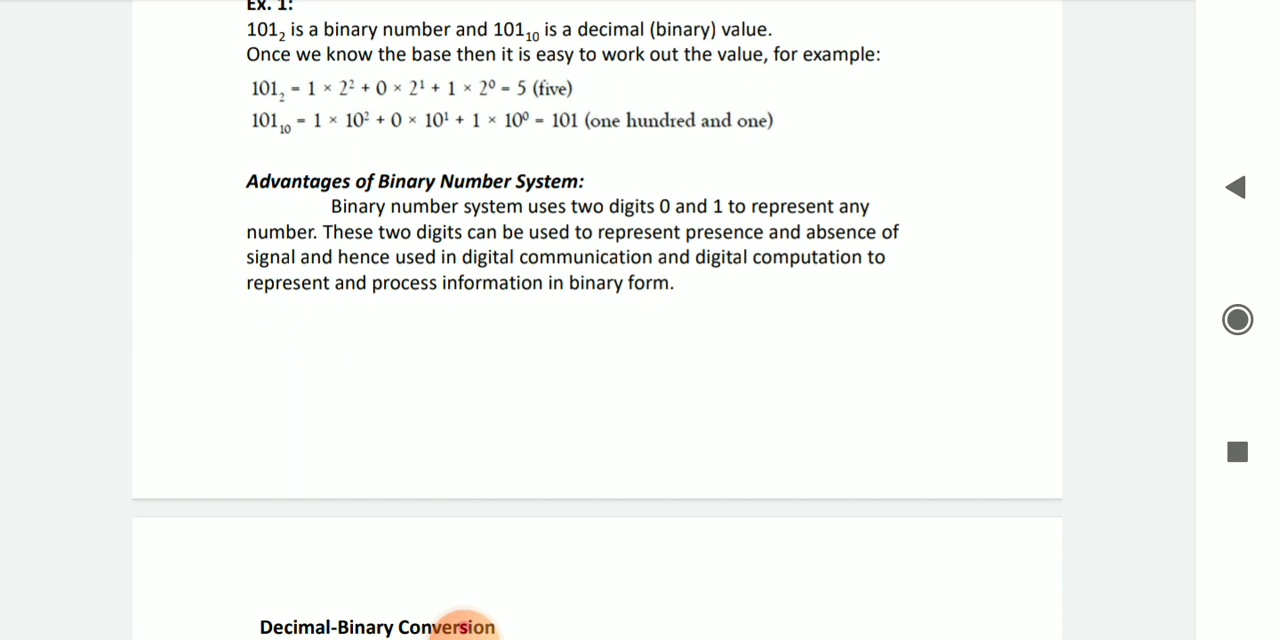 Ex. 1:
101₂ is a binary number and 101₁₀ is a decimal (binary) value.
Once we know the base then it is easy to work out the value, for example:
101₂ = 1 × 2² + 0 × 2¹ + 1 × 2⁰ = 5 (five)
101₁₀ = 1 × 10² + 0 × 10¹ + 1 × 10⁰ = 101 (one hundred and one)
Advantages of Binary Number System:
Binary number system uses two digits 0 and 1 to represent any
number. These two digits can be used to represent presence and absence of
signal and hence used in digital communication and digital computation to
represent and process information in binary form.
Decimal-Binary Conversion